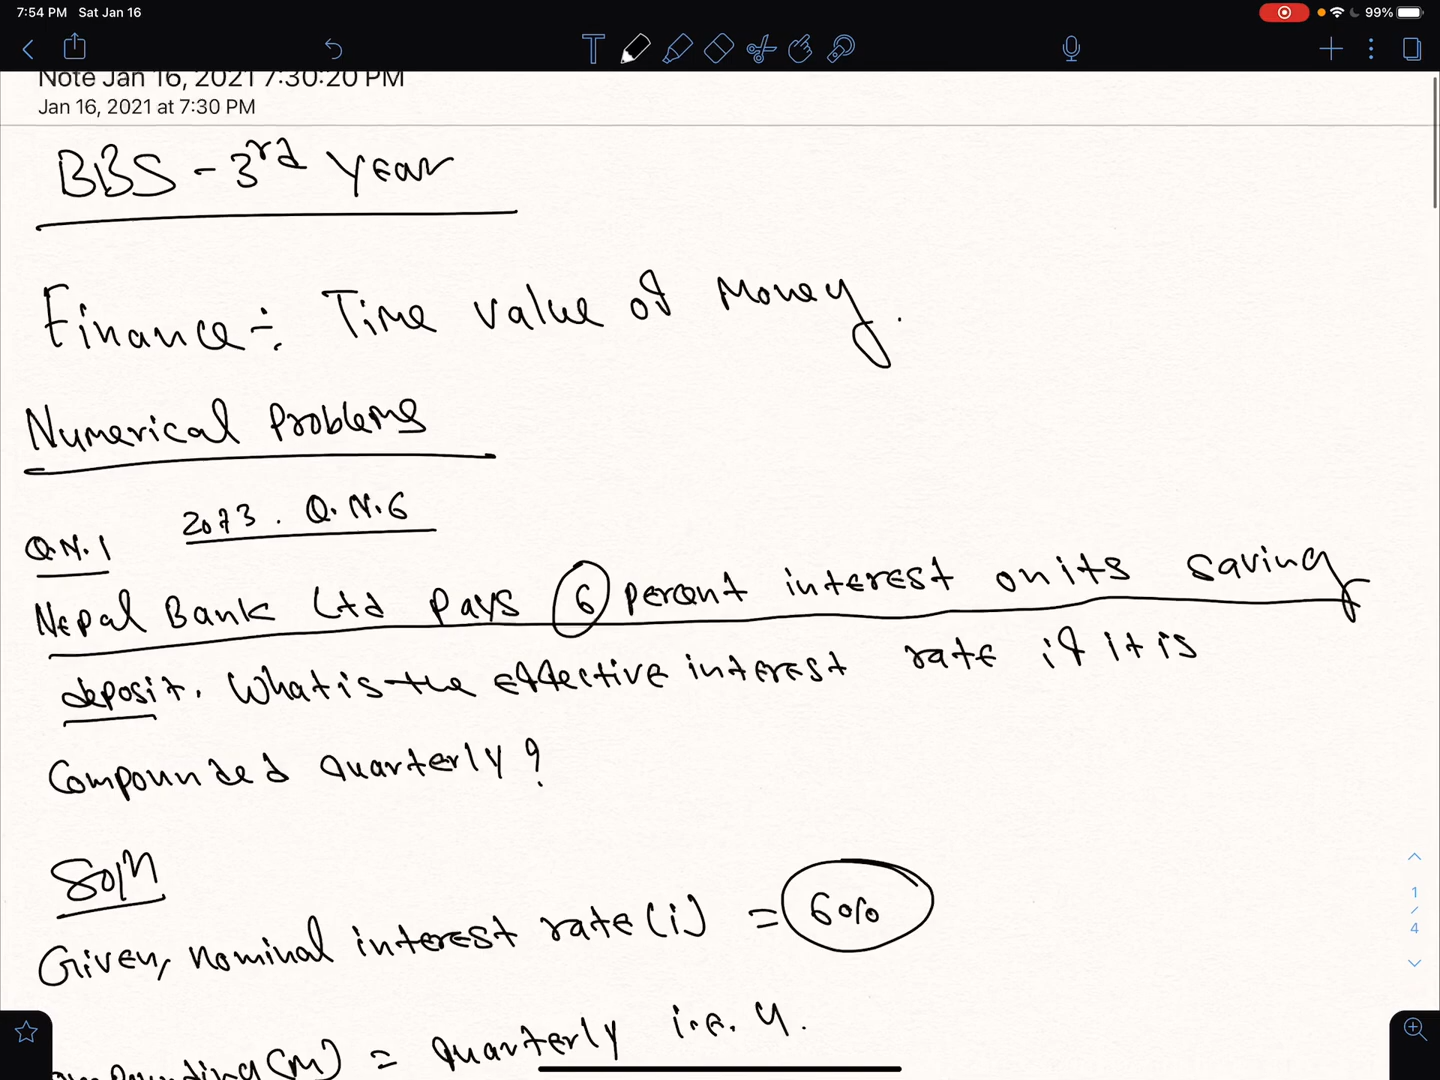 7:54 PM Sat Jan 16
99%
Note Jan 16, 2021 7:30:20 PM
Jan 16, 2021 at 7:30 PM
BBS - 3rd Year
Finance÷ Time value of Money.
Numerical Problems
Q.N.1 2073. Q.N.6
Nepal Bank Ltd Pays 6 percent interest on its saving
deposit. What is the effective interest rate if it is
Compounded quarterly?
Soln
Given, nominal interest rate (i) = 6%
(m) = quarterly i.e. 4.
1
/
4